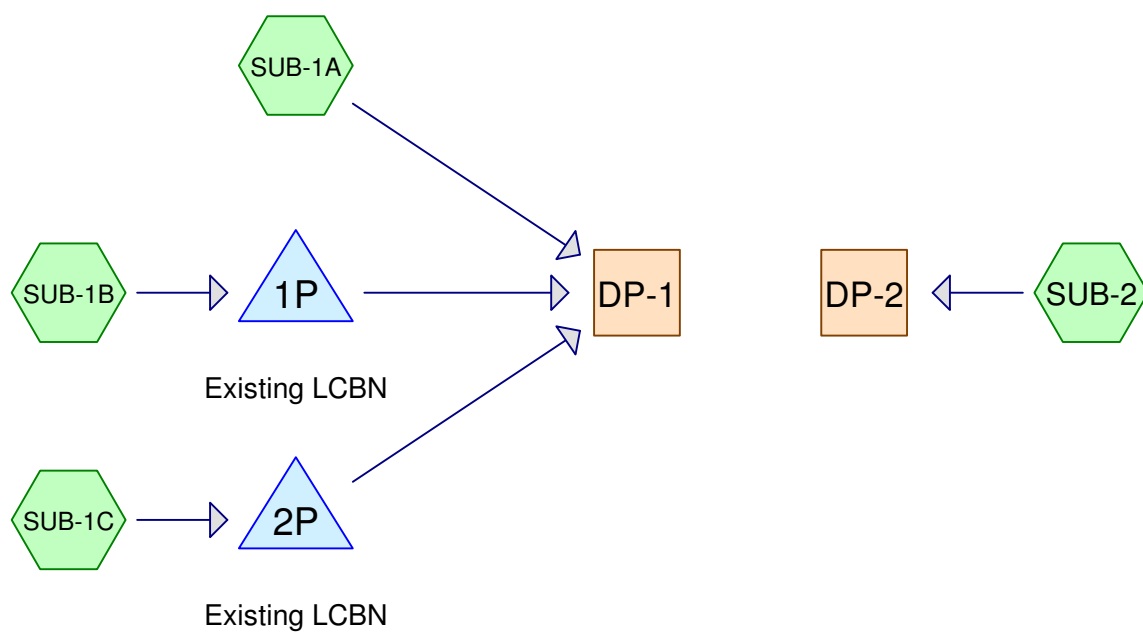 SUB-1A
SUB-1B
1P
DP-1
DP-2
SUB-2
Existing LCBN
SUB-1C
2P
Existing LCBN